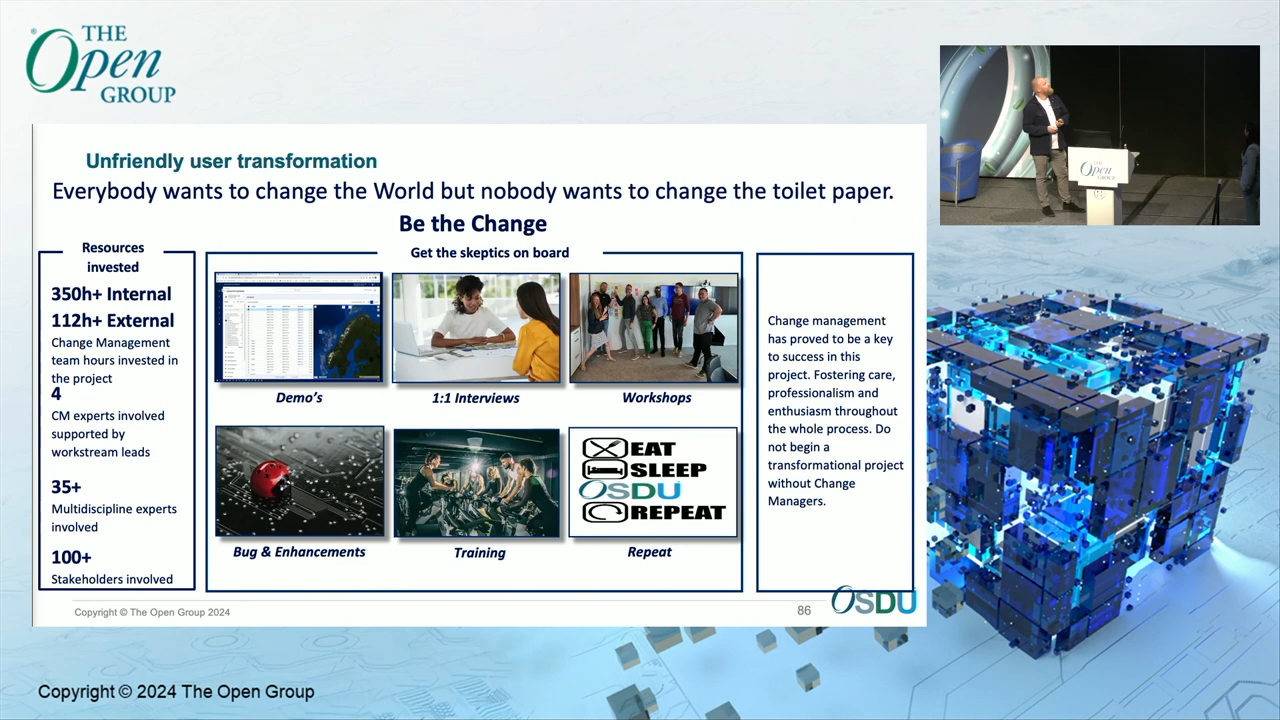 THE
Open
GROUP
Unfriendly user transformation
Everybody wants to change the World but nobody wants to change the toilet paper.
Be the Change
Resources
invested
350h+ Internal
112h+ External
Change Management
team hours invested in
the project
4
CM experts involved
supported by
workstream leads
35+
Multidiscipline experts
involved
100+
Stakeholders involved
Get the skeptics on board
Demo's
1:1 Interviews
Workshops
EAT
SLEEP
OSDU
REPEAT
Bug & Enhancements
Training
Repeat
Change management
has proved to be a key
to success in this
project. Fostering care,
professionalism and
enthusiasm throughout
the whole process. Do
not begin a
transformational project
without Change
Managers.
Copyright © The Open Group 2024
86
OSDU
THE
Open
GROUP
Copyright © 2024 The Open Group